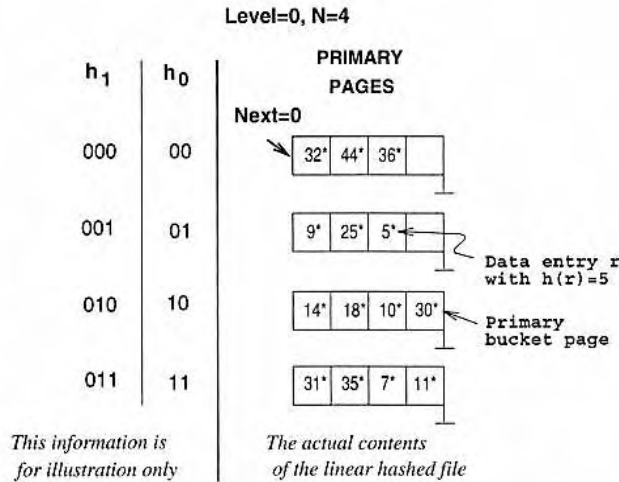 Level=0, N=4
h1 h0 PRIMARY PAGES
Next=0
000 00 32* 44* 36*
001 01 9* 25* 5*
Data entry r
with h(r)=5
010 10 14* 18* 10* 30*
Primary
bucket page
011 11 31* 35* 7* 11*
This information is
for illustration only
The actual contents
of the linear hashed file